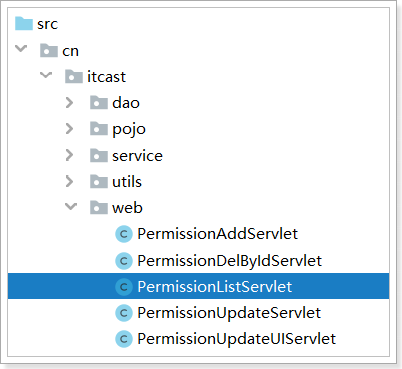 src
cn
itcast
dao
pojo
service
utils
web
C PermissionAddServlet
C PermissionDelByIdServlet
C PermissionListServlet
C PermissionUpdateServlet
C PermissionUpdateUIServlet